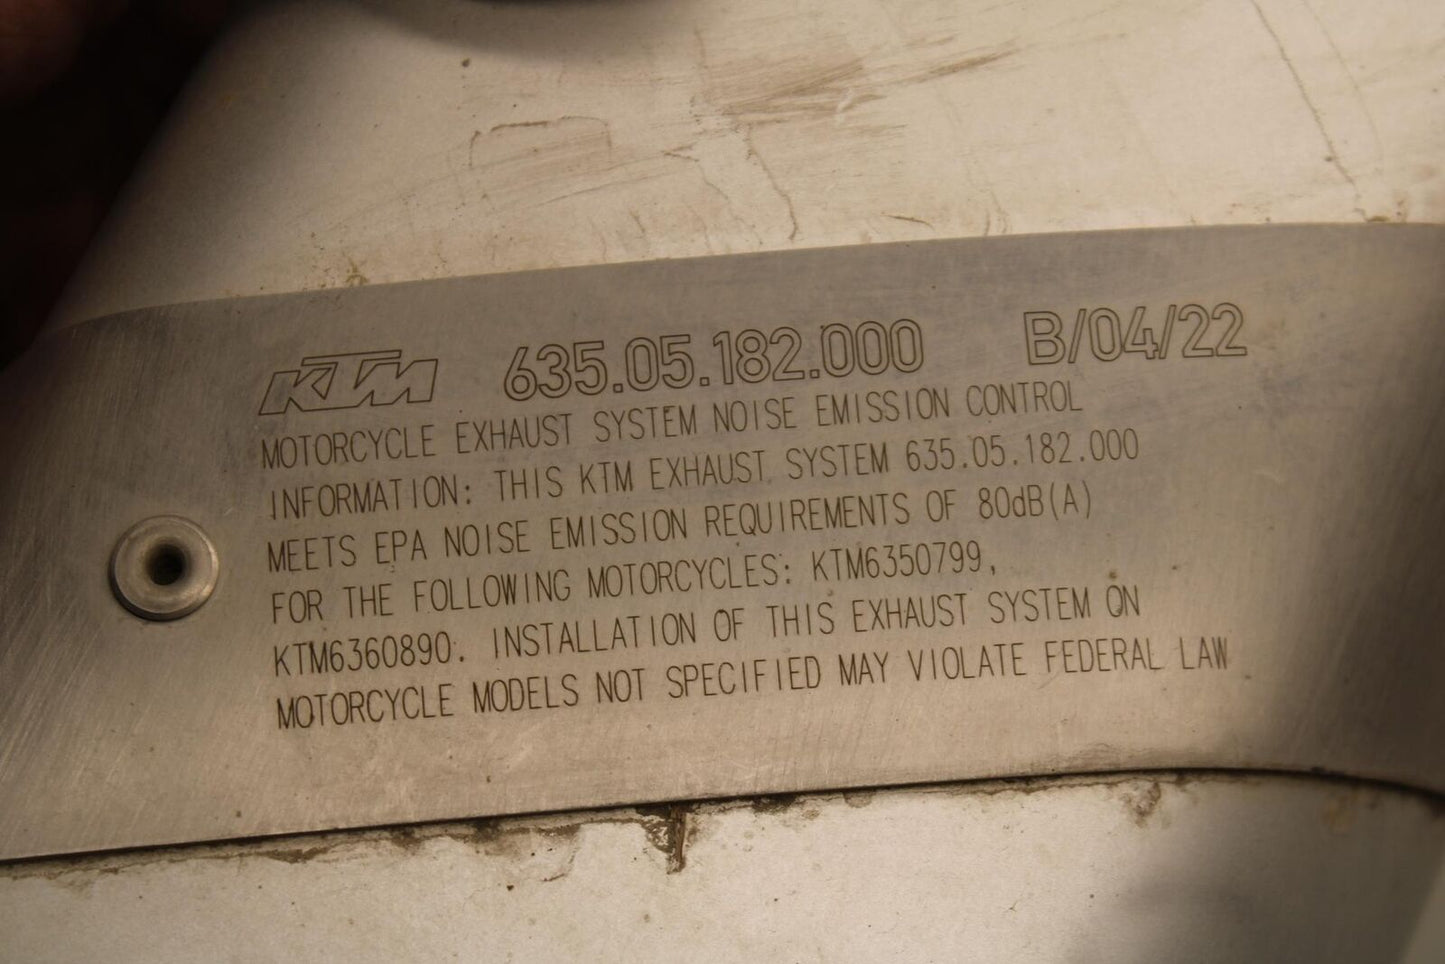 KTM 635.05.182.000 B/04/22
MOTORCYCLE EXHAUST SYSTEM NOISE EMISSION CONTROL
INFORMATION: THIS KTM EXHAUST SYSTEM 635.05.182.000
MEETS EPA NOISE EMISSION REQUIREMENTS OF 80dB(A)
FOR THE FOLLOWING MOTORCYCLES: KTM6350799,
KTM6360890. INSTALLATION OF THIS EXHAUST SYSTEM ON
MOTORCYCLE MODELS NOT SPECIFIED MAY VIOLATE FEDERAL LAW